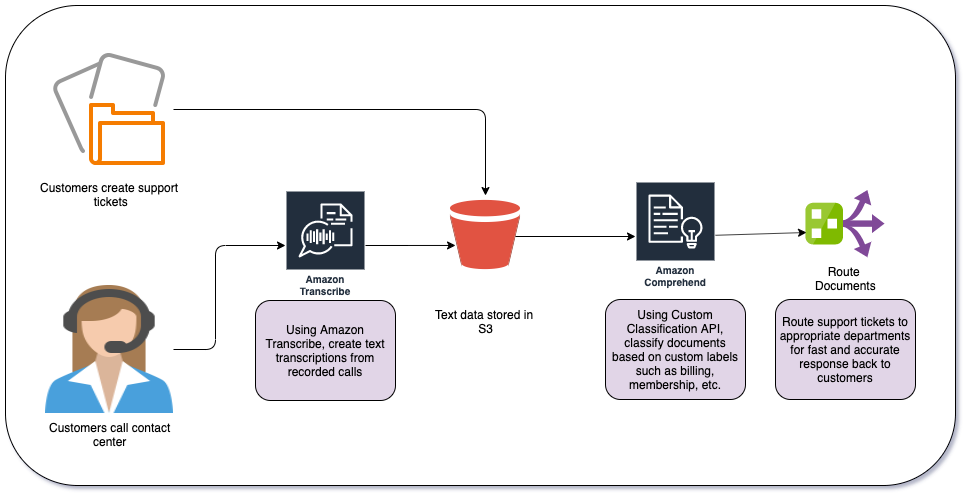 Customers create support
tickets
Amazon
Transcribe
Using Amazon
Transcribe, create text
transcriptions from
recorded calls
Customers call contact
center
Text data stored in
S3
Amazon
Comprehend
Using Custom
Classification API,
classify documents
based on custom labels
such as billing,
membership, etc.
Route
Documents
Route support tickets to
appropriate departments
for fast and accurate
response back to
customers